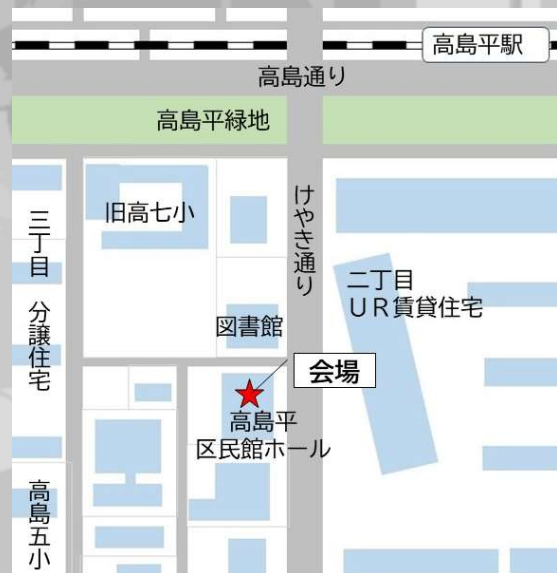 高島平駅
高島通り
高島平緑地
けやき通り
旧高七小
三丁目 分譲住宅
二丁目
UR賃貸住宅
図書館
会場
高島平
区民館ホール
高島五小